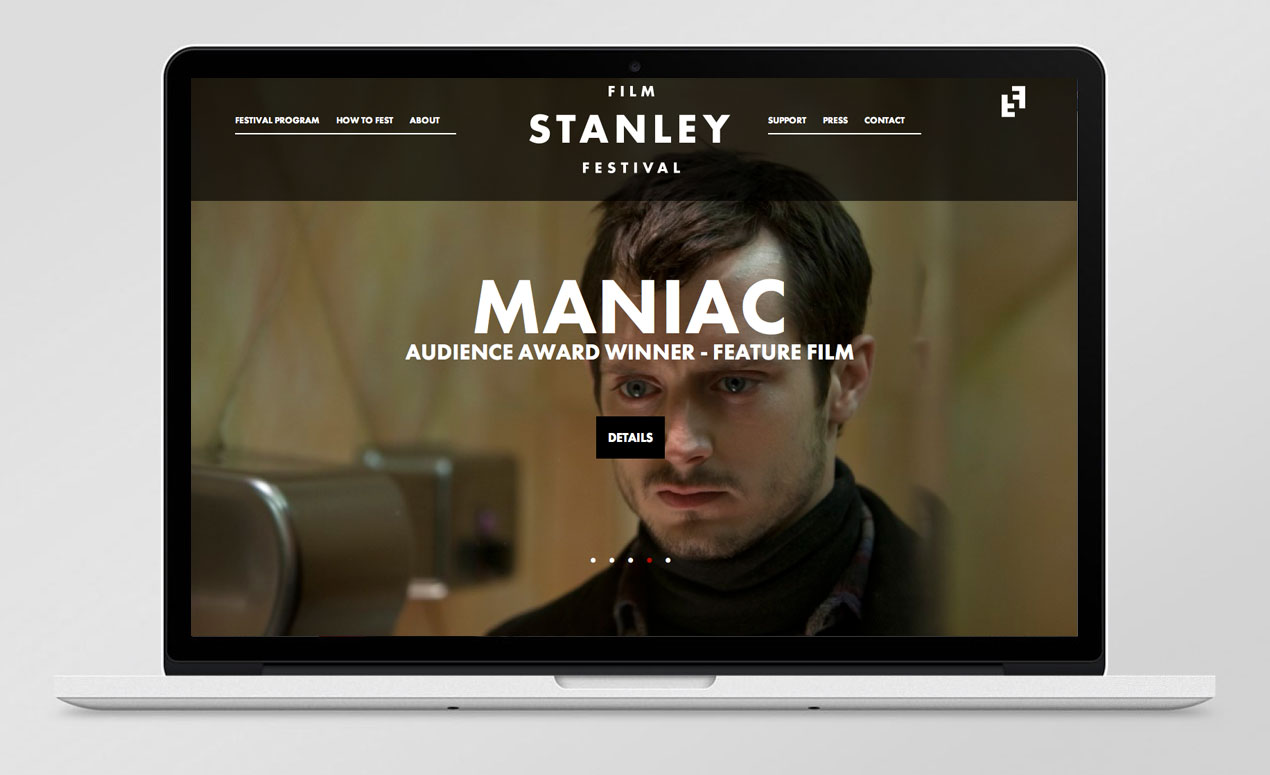 FILM
FESTIVAL PROGRAM HOW TO FEST ABOUT
STANLEY
SUPPORT PRESS CONTACT
FESTIVAL
MANIAC
AUDIENCE AWARD WINNER - FEATURE FILM
DETAILS